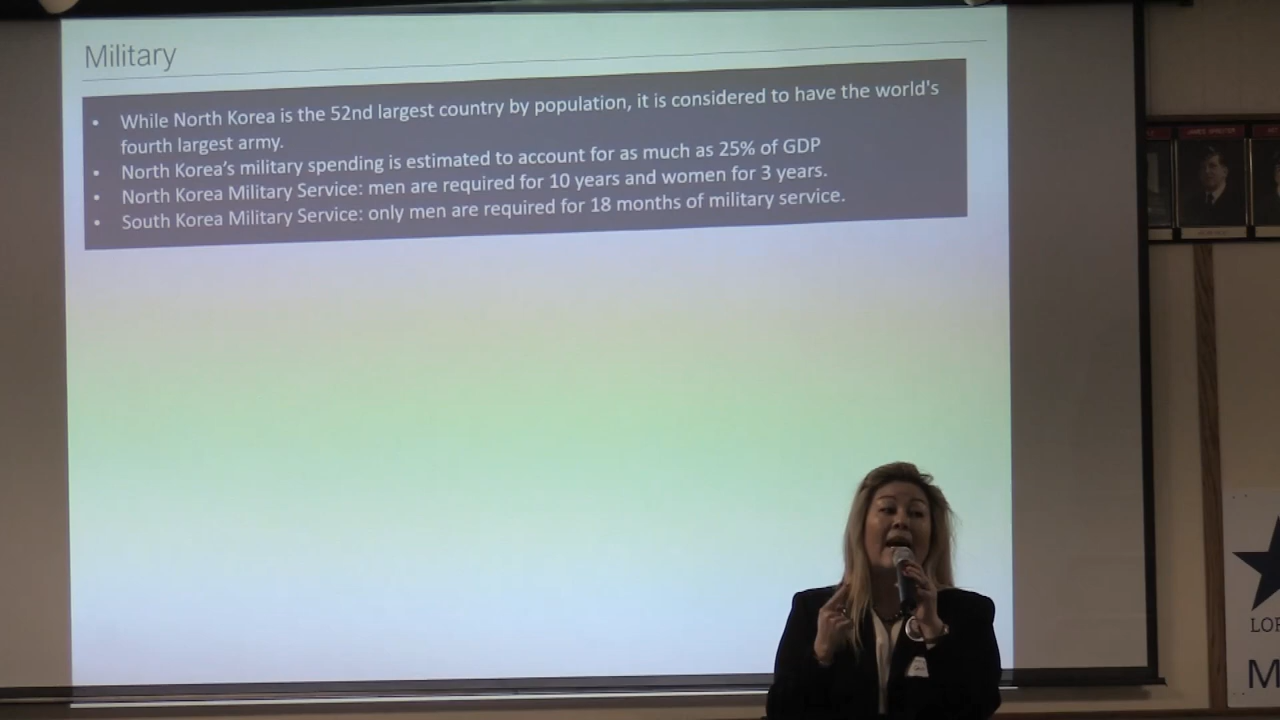 Military
• While North Korea is the 52nd largest country by population, it is considered to have the world's
fourth largest army.
• North Korea's military spending is estimated to account for as much as 25% of GDP
• North Korea Military Service: men are required for 10 years and women for 3 years.
• South Korea Military Service: only men are required for 18 months of military service.
LOR
M